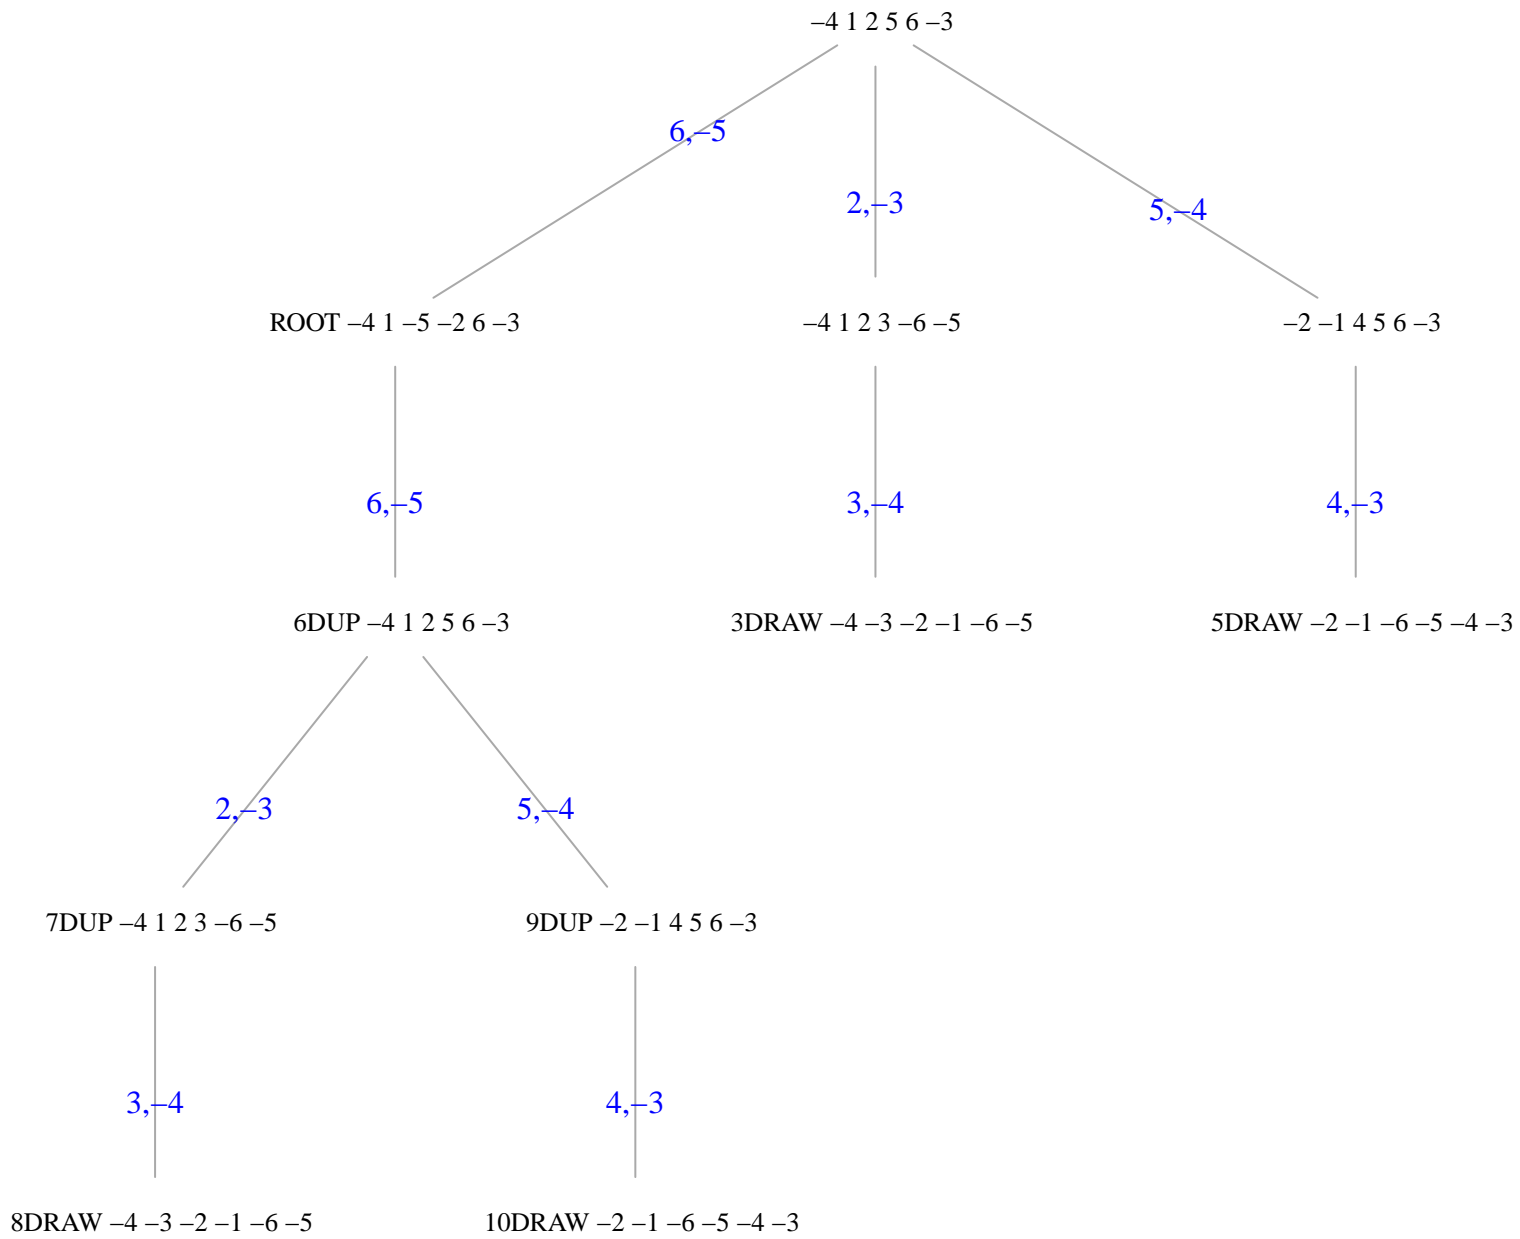 –4 1 2 5 6 –3
6,–5
2,–3
5,–4
ROOT –4 1 –5 –2 6 –3
–4 1 2 3 –6 –5
–2 –1 4 5 6 –3
6,–5
3,–4
4,–3
6DUP –4 1 2 5 6 –3
3DRAW –4 –3 –2 –1 –6 –5
5DRAW –2 –1 –6 –5 –4 –3
2,–3
5,–4
7DUP –4 1 2 3 –6 –5
9DUP –2 –1 4 5 6 –3
3,–4
4,–3
8DRAW –4 –3 –2 –1 –6 –5
10DRAW –2 –1 –6 –5 –4 –3